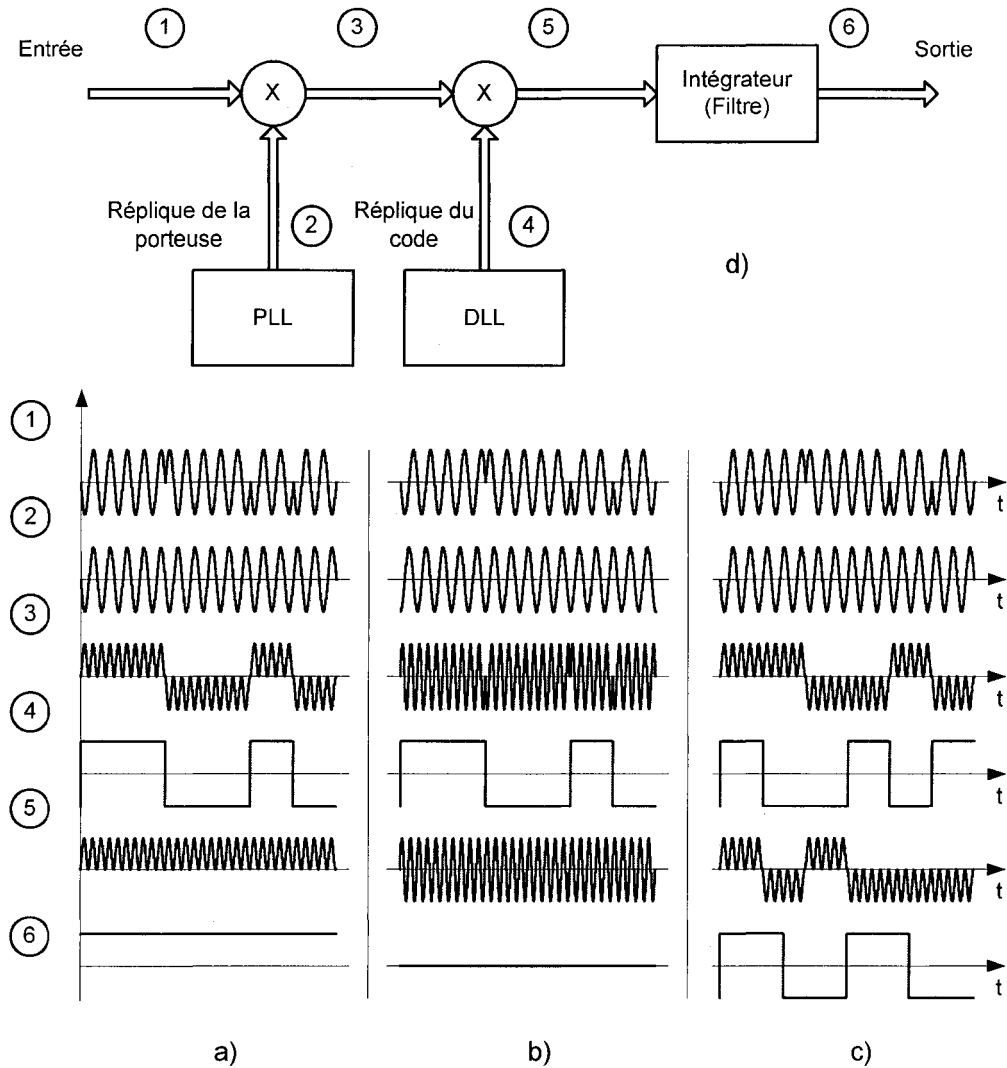 1
3
5
6
Entrée
Sortie
X
X
Intégrateur
(Filtre)
Réplique de la
porteuse
2
Réplique du
code
4
d)
PLL
DLL
1
t
2
t
3
t
4
t
5
t
6
t
a)
b)
c)